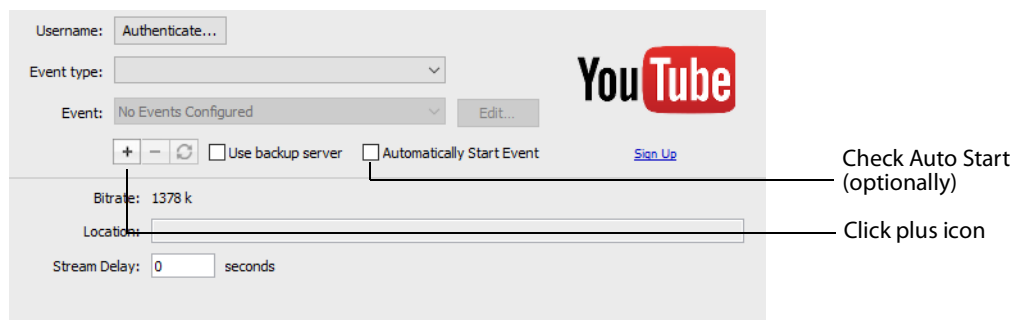 Username: Authenticate...
Event type:
YouTube
Event: No Events Configured Edit...
+ − Use backup server Automatically Start Event Sign Up
Check Auto Start
(optionally)
Bitrate: 1378 k
Location:
Click plus icon
Stream Delay: 0 seconds